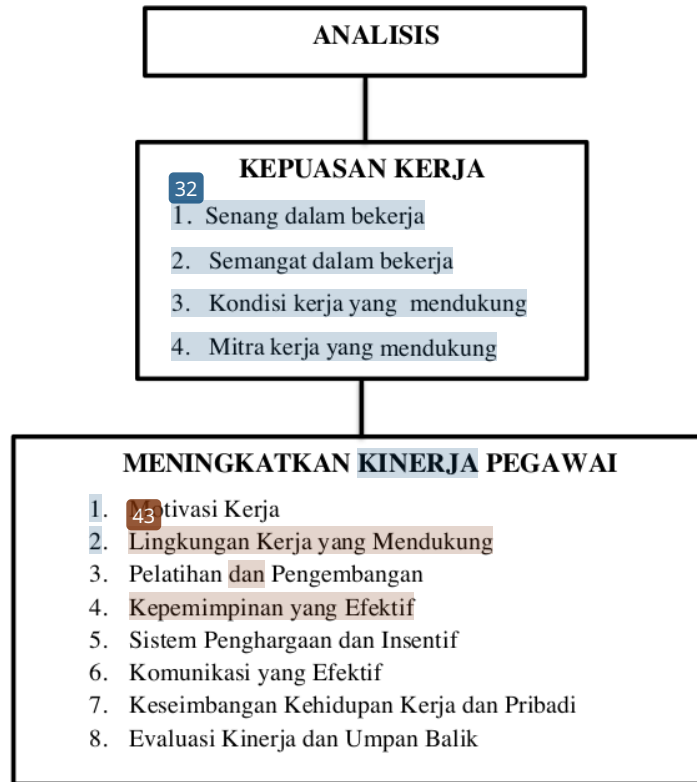 ANALISIS
KEPUASAN KERJA
32
1. Senang dalam bekerja
2. Semangat dalam bekerja
3. Kondisi kerja yang mendukung
4. Mitra kerja yang mendukung
MENINGKATKAN KINERJA PEGAWAI
1. Motivasi Kerja
43
2. Lingkungan Kerja yang Mendukung
3. Pelatihan dan Pengembangan
4. Kepemimpinan yang Efektif
5. Sistem Penghargaan dan Insentif
6. Komunikasi yang Efektif
7. Keseimbangan Kehidupan Kerja dan Pribadi
8. Evaluasi Kinerja dan Umpan Balik